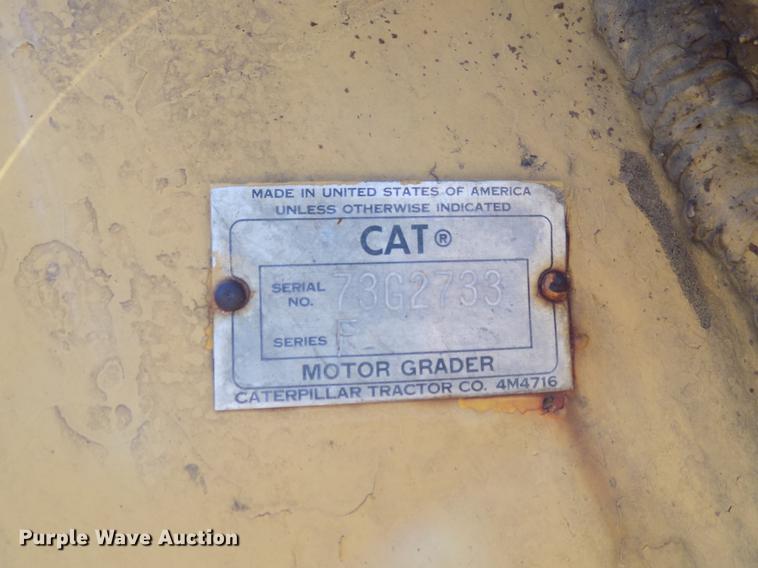 MADE IN UNITED STATES OF AMERICA
UNLESS OTHERWISE INDICATED
CAT®
SERIAL NO. 73G2733
SERIES F
MOTOR GRADER
CATERPILLAR TRACTOR CO. 4M4716
Purple Wave Auction